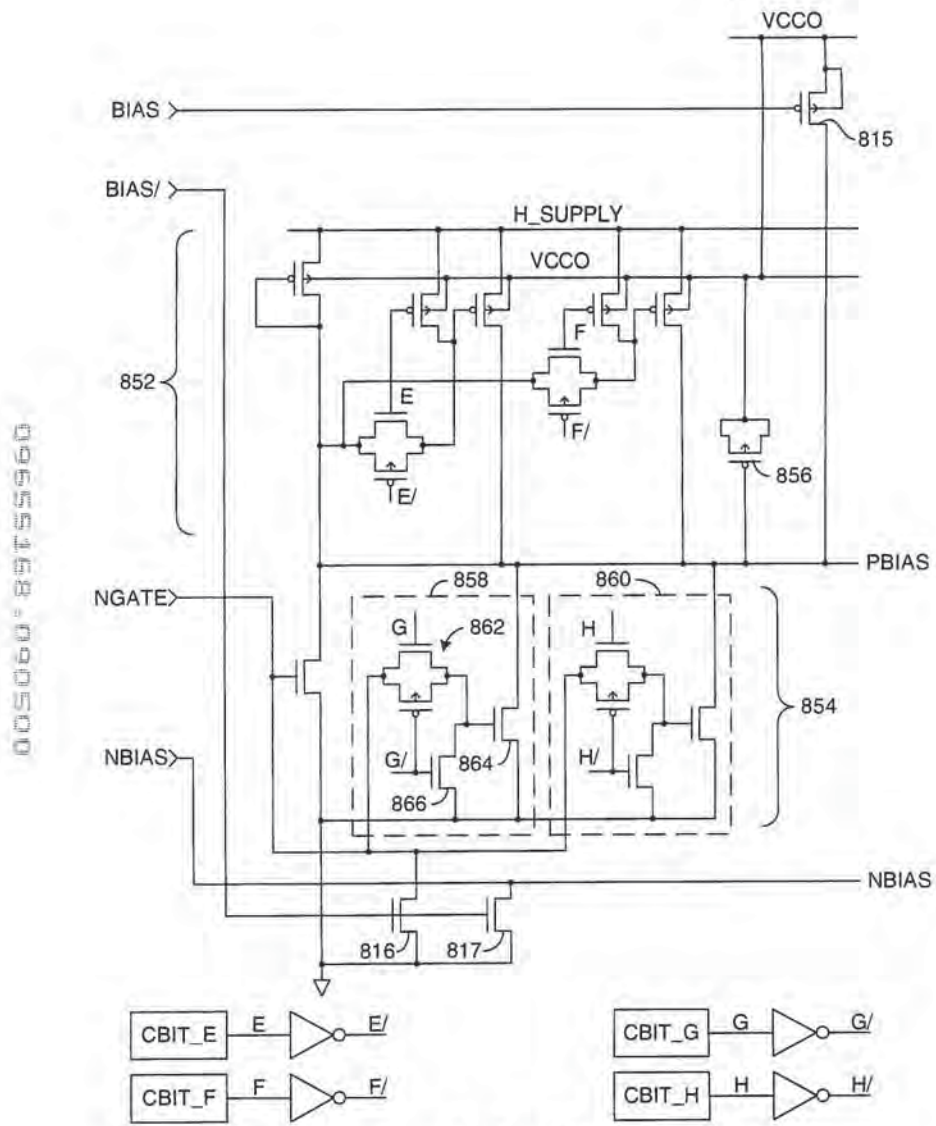 VCCO
BIAS
815
BIAS/
H_SUPPLY
VCCO
852
F
E
F/
856
E/
PBIAS
858
860
NGATE
G
862
H
854
NBIAS
G/
864
H/
866
NBIAS
816
817
CBIT_E E E/
CBIT_G G G/
CBIT_F F F/
CBIT_H H H/
09655168.090500